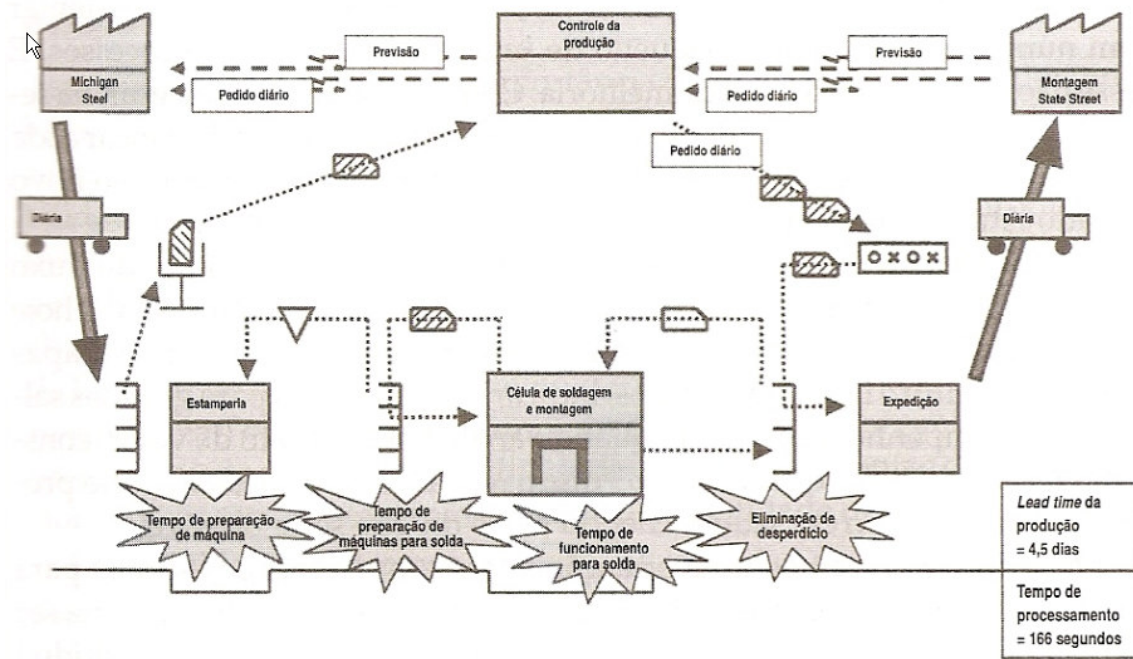 Michigan
Steel
Previsão
Pedido diário
Controle da
produção
Previsão
Pedido diário
Montagem
State Street
Pedido diário
Diária
Diária
Estamparia
Célula de soldagem
e montagem
Expedição
Tempo de preparação
de máquina
Tempo de
preparação de
máquinas para solda
Tempo de
funcionamento
para solda
Eliminação de
desperdício
Lead time da
produção
= 4,5 dias
Tempo de
processamento
= 166 segundos